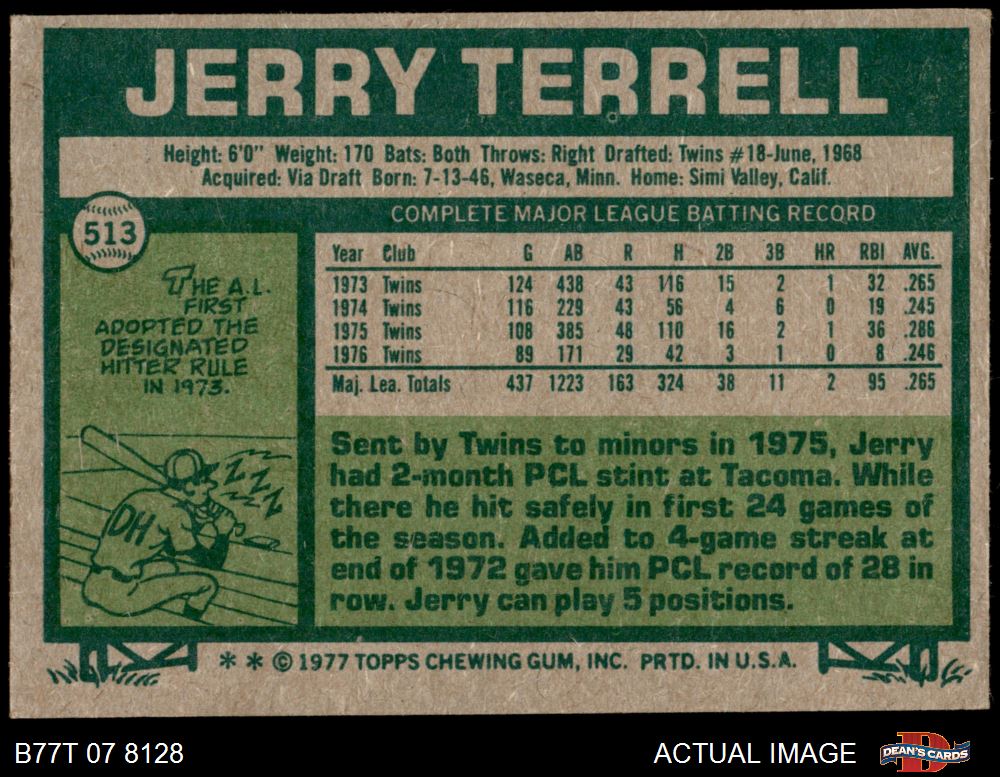 JERRY TERRELL
Height: 6'0" Weight: 170 Bats: Both Throws: Right Drafted: Twins #18-June, 1968
Acquired: Via Draft Born: 7-13-46, Waseca, Minn. Home: Simi Valley, Calif.
513
COMPLETE MAJOR LEAGUE BATTING RECORD
Year Club G AB R H 2B 3B HR RBI AVG.
1973 Twins 124 438 43 116 15 2 1 32 .265
1974 Twins 116 229 43 56 4 6 0 19 .245
1975 Twins 108 385 48 110 16 2 1 36 .286
1976 Twins 89 171 29 42 3 1 0 8 .246
Maj. Lea. Totals 437 1223 163 324 38 11 2 95 .265
THE A.L.
FIRST
ADOPTED THE
DESIGNATED
HITTER RULE
IN 1973.
Z Z Z Z
DH
Sent by Twins to minors in 1975, Jerry
had 2-month PCL stint at Tacoma. While
there he hit safely in first 24 games of
the season. Added to 4-game streak at
end of 1972 gave him PCL record of 28 in
row. Jerry can play 5 positions.
* * © 1977 TOPPS CHEWING GUM, INC. PRTD. IN U.S.A.
B77T 07 8128
ACTUAL IMAGE
D
DEAN'S CARDS